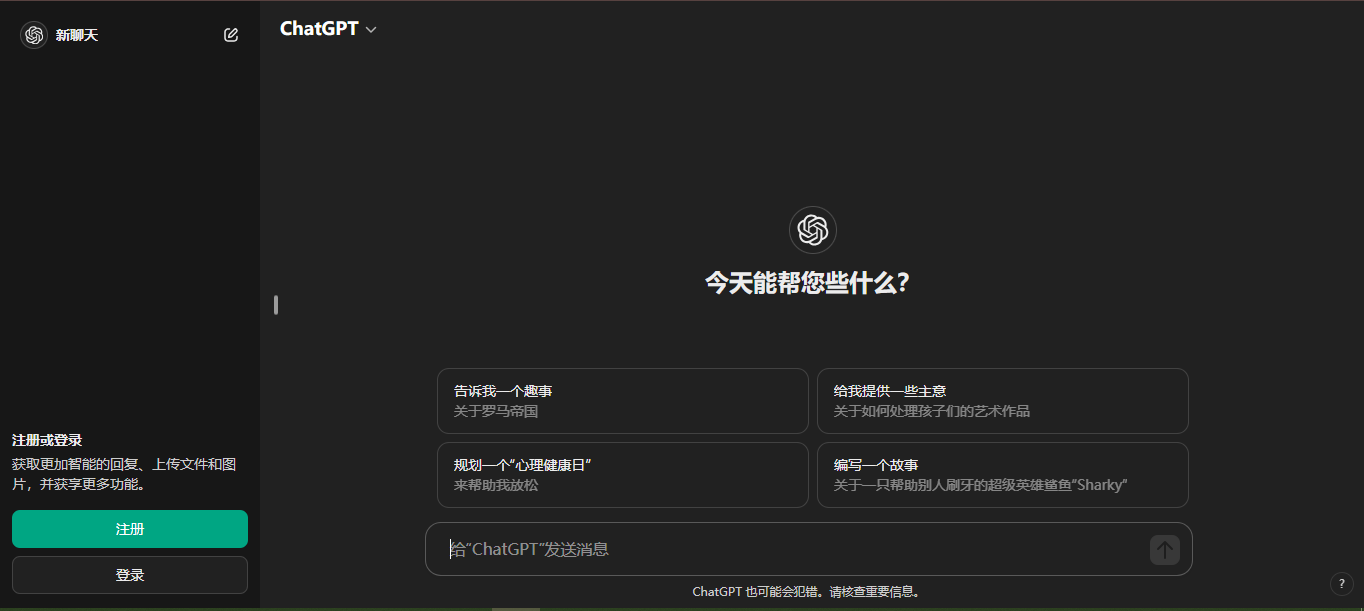 新聊天
ChatGPT
今天能帮您些什么？
告诉我一个趣事
关于罗马帝国
给我提供一些主意
关于如何处理孩子们的艺术作品
规划一个“心理健康日”
来帮助我放松
编写一个故事
关于一只帮助别人刷牙的超级英雄鲨鱼“Sharky”
注册或登录
获取更加智能的回复、上传文件和图
片，并获享更多功能。
注册
登录
给“ChatGPT”发送消息
ChatGPT 也可能会犯错。请核查重要信息。
?